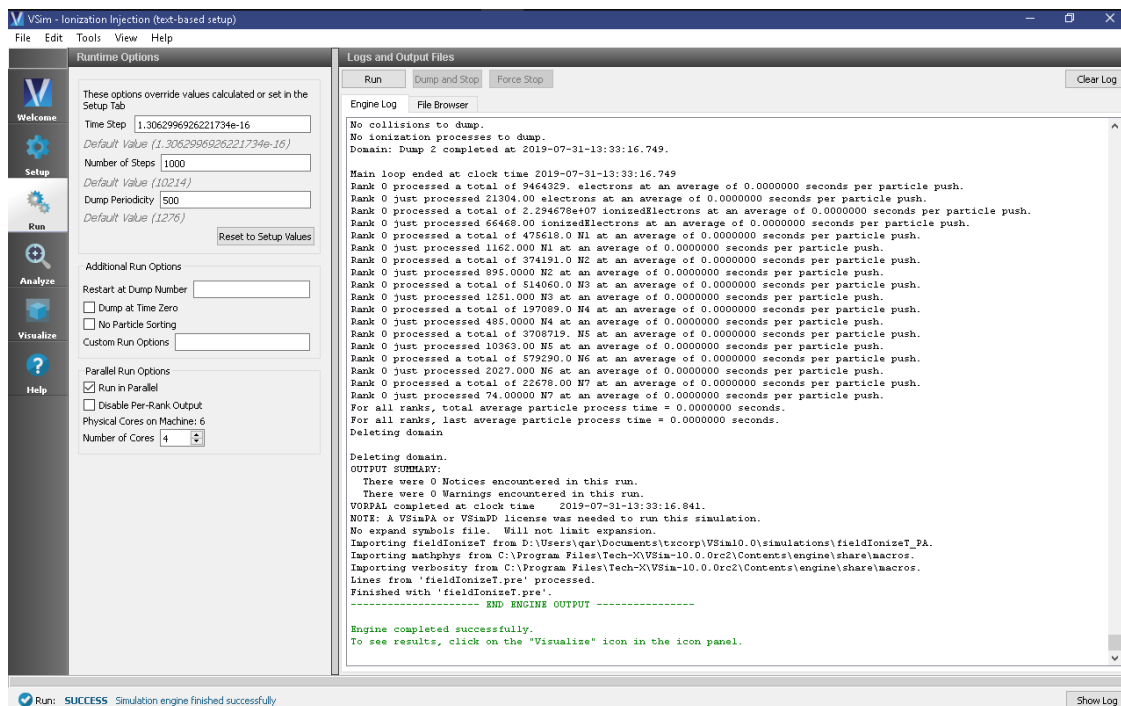 VSim - Ionization Injection (text-based setup)
File Edit Tools View Help
Welcome
Setup
Run
Analyze
Visualize
Help
Runtime Options
These options override values calculated or set in the
Setup Tab
Time Step 1.3062996926221734e-16
Default Value (1.3062996926221734e-16)
Number of Steps 1000
Default Value (10214)
Dump Periodicity 500
Default Value (1276)
Reset to Setup Values
Additional Run Options
Restart at Dump Number
Dump at Time Zero
No Particle Sorting
Custom Run Options
Parallel Run Options
Run in Parallel
Disable Per-Rank Output
Physical Cores on Machine: 6
Number of Cores 4
Logs and Output Files
Run Dump and Stop Force Stop Clear Log
Engine Log File Browser
No collisions to dump.
No ionization processes to dump.
Domain: Dump 2 completed at 2019-07-31-13:33:16.749.
Main loop ended at clock time 2019-07-31-13:33:16.749
Rank 0 processed a total of 9464329. electrons at an average of 0.0000000 seconds per particle push.
Rank 0 just processed 21304.00 electrons at an average of 0.0000000 seconds per particle push.
Rank 0 processed a total of 2.294678e+07 ionizedElectrons at an average of 0.0000000 seconds per particle push.
Rank 0 just processed 66468.00 ionizedElectrons at an average of 0.0000000 seconds per particle push.
Rank 0 processed a total of 475618.0 N1 at an average of 0.0000000 seconds per particle push.
Rank 0 just processed 1162.000 N1 at an average of 0.0000000 seconds per particle push.
Rank 0 processed a total of 374191.0 N2 at an average of 0.0000000 seconds per particle push.
Rank 0 just processed 895.0000 N2 at an average of 0.0000000 seconds per particle push.
Rank 0 processed a total of 514060.0 N3 at an average of 0.0000000 seconds per particle push.
Rank 0 just processed 1251.000 N3 at an average of 0.0000000 seconds per particle push.
Rank 0 processed a total of 197089.0 N4 at an average of 0.0000000 seconds per particle push.
Rank 0 just processed 485.0000 N4 at an average of 0.0000000 seconds per particle push.
Rank 0 processed a total of 3708719. N5 at an average of 0.0000000 seconds per particle push.
Rank 0 just processed 10363.00 N5 at an average of 0.0000000 seconds per particle push.
Rank 0 processed a total of 579290.0 N6 at an average of 0.0000000 seconds per particle push.
Rank 0 just processed 2027.000 N6 at an average of 0.0000000 seconds per particle push.
Rank 0 processed a total of 22678.00 N7 at an average of 0.0000000 seconds per particle push.
Rank 0 just processed 74.00000 N7 at an average of 0.0000000 seconds per particle push.
For all ranks, total average particle process time = 0.0000000 seconds.
For all ranks, last average particle process time = 0.0000000 seconds.
Deleting domain
Deleting domain.
OUTPUT SUMMARY:
There were 0 Notices encountered in this run.
There were 0 Warnings encountered in this run.
VORPAL completed at clock time 2019-07-31-13:33:16.841.
NOTE: A VSimPA or VSimPD license was needed to run this simulation.
No expand symbols file. Will not limit expansion.
Importing fieldIonizeT from D:\Users\qar\Documents\txcorp\VSim10.0\simulations\fieldIonizeT_PA.
Importing mathphys from C:\Program Files\Tech-X\VSim-10.0.0rc2\Contents\engine\share\macros.
Importing verbosity from C:\Program Files\Tech-X\VSim-10.0.0rc2\Contents\engine\share\macros.
Lines from 'fieldIonizeT.pre' processed.
Finished with 'fieldIonizeT.pre'.
--------------------- END ENGINE OUTPUT ----------------
Engine completed successfully.
To see results, click on the "Visualize" icon in the icon panel.
Run: SUCCESS Simulation engine finished successfully
Show Log